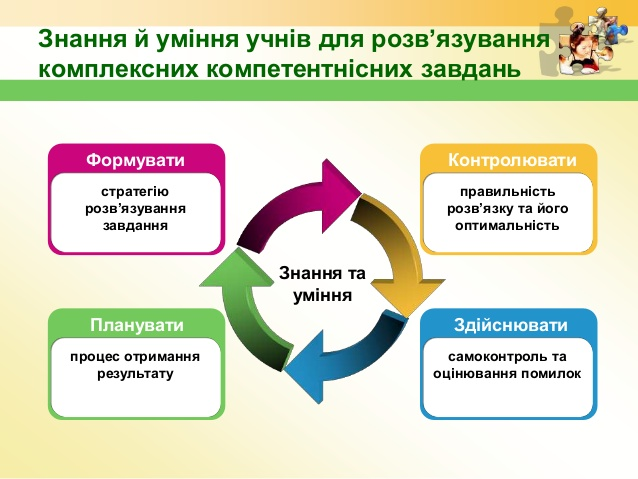 Знання й уміння учнів для розв’язування
комплексних компетентнісних завдань
Формувати
стратегію
розв’язування
завдання
Контролювати
правильність
розв’язку та його
оптимальність
Знання та
уміння
Планувати
процес отримання
результату
Здійснювати
самоконтроль та
оцінювання помилок